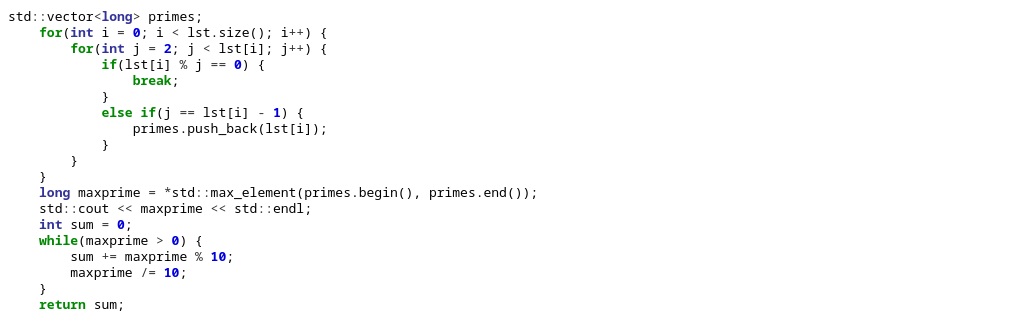 std::vector<long> primes;
    for(int i = 0; i < lst.size(); i++) {
        for(int j = 2; j < lst[i]; j++) {
            if(lst[i] % j == 0) {
                break;
            }
            else if(j == lst[i] - 1) {
                primes.push_back(lst[i]);
            }
        }
    }
    long maxprime = *std::max_element(primes.begin(), primes.end());
    std::cout << maxprime << std::endl;
    int sum = 0;
    while(maxprime > 0) {
        sum += maxprime % 10;
        maxprime /= 10;
    }
    return sum;